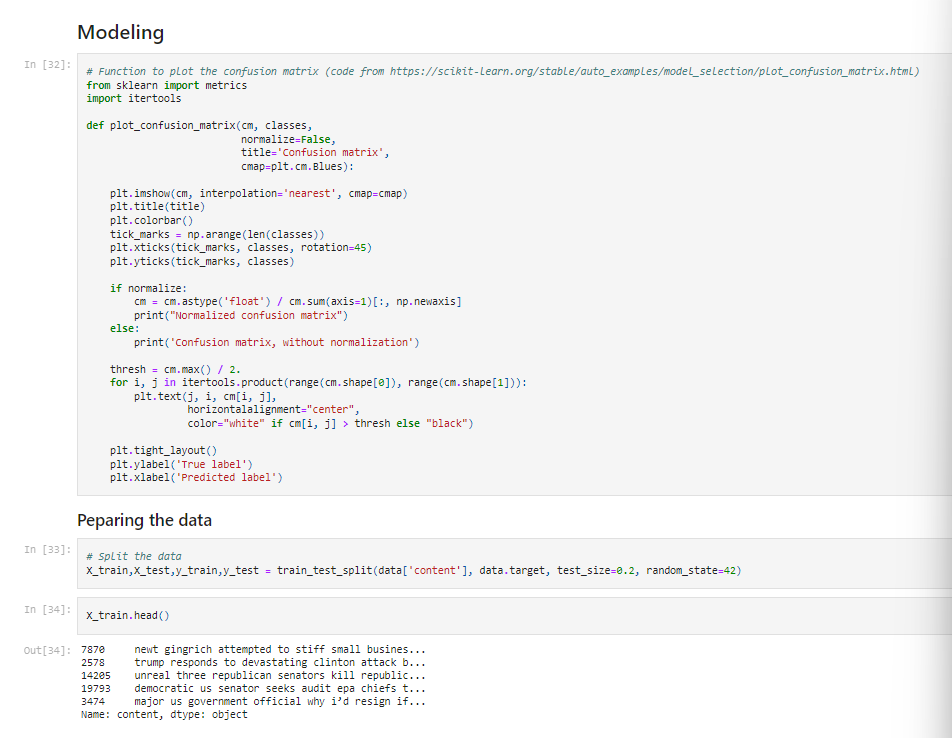 Modeling
In [32]:
# Function to plot the confusion matrix (code from https://scikit-learn.org/stable/auto_examples/model_selection/plot_confusion_matrix.html)
from sklearn import metrics
import itertools
def plot_confusion_matrix(cm, classes,
                          normalize=False,
                          title='Confusion matrix',
                          cmap=plt.cm.Blues):
    plt.imshow(cm, interpolation='nearest', cmap=cmap)
    plt.title(title)
    plt.colorbar()
    tick_marks = np.arange(len(classes))
    plt.xticks(tick_marks, classes, rotation=45)
    plt.yticks(tick_marks, classes)
    if normalize:
        cm = cm.astype('float') / cm.sum(axis=1)[:, np.newaxis]
        print("Normalized confusion matrix")
    else:
        print('Confusion matrix, without normalization')
    thresh = cm.max() / 2.
    for i, j in itertools.product(range(cm.shape[0]), range(cm.shape[1])):
        plt.text(j, i, cm[i, j],
                 horizontalalignment="center",
                 color="white" if cm[i, j] > thresh else "black")
    plt.tight_layout()
    plt.ylabel('True label')
    plt.xlabel('Predicted label')
Peparing the data
In [33]:
# Split the data
X_train,X_test,y_train,y_test = train_test_split(data['content'], data.target, test_size=0.2, random_state=42)
In [34]:
X_train.head()
Out[34]:
7870     newt gingrich attempted to stiff small busines...
2578     trump responds to devastating clinton attack b...
14205    unreal three republican senators kill republic...
19793    democratic us senator seeks audit epa chiefs t...
3474     major us government official why i’d resign if...
Name: content, dtype: object